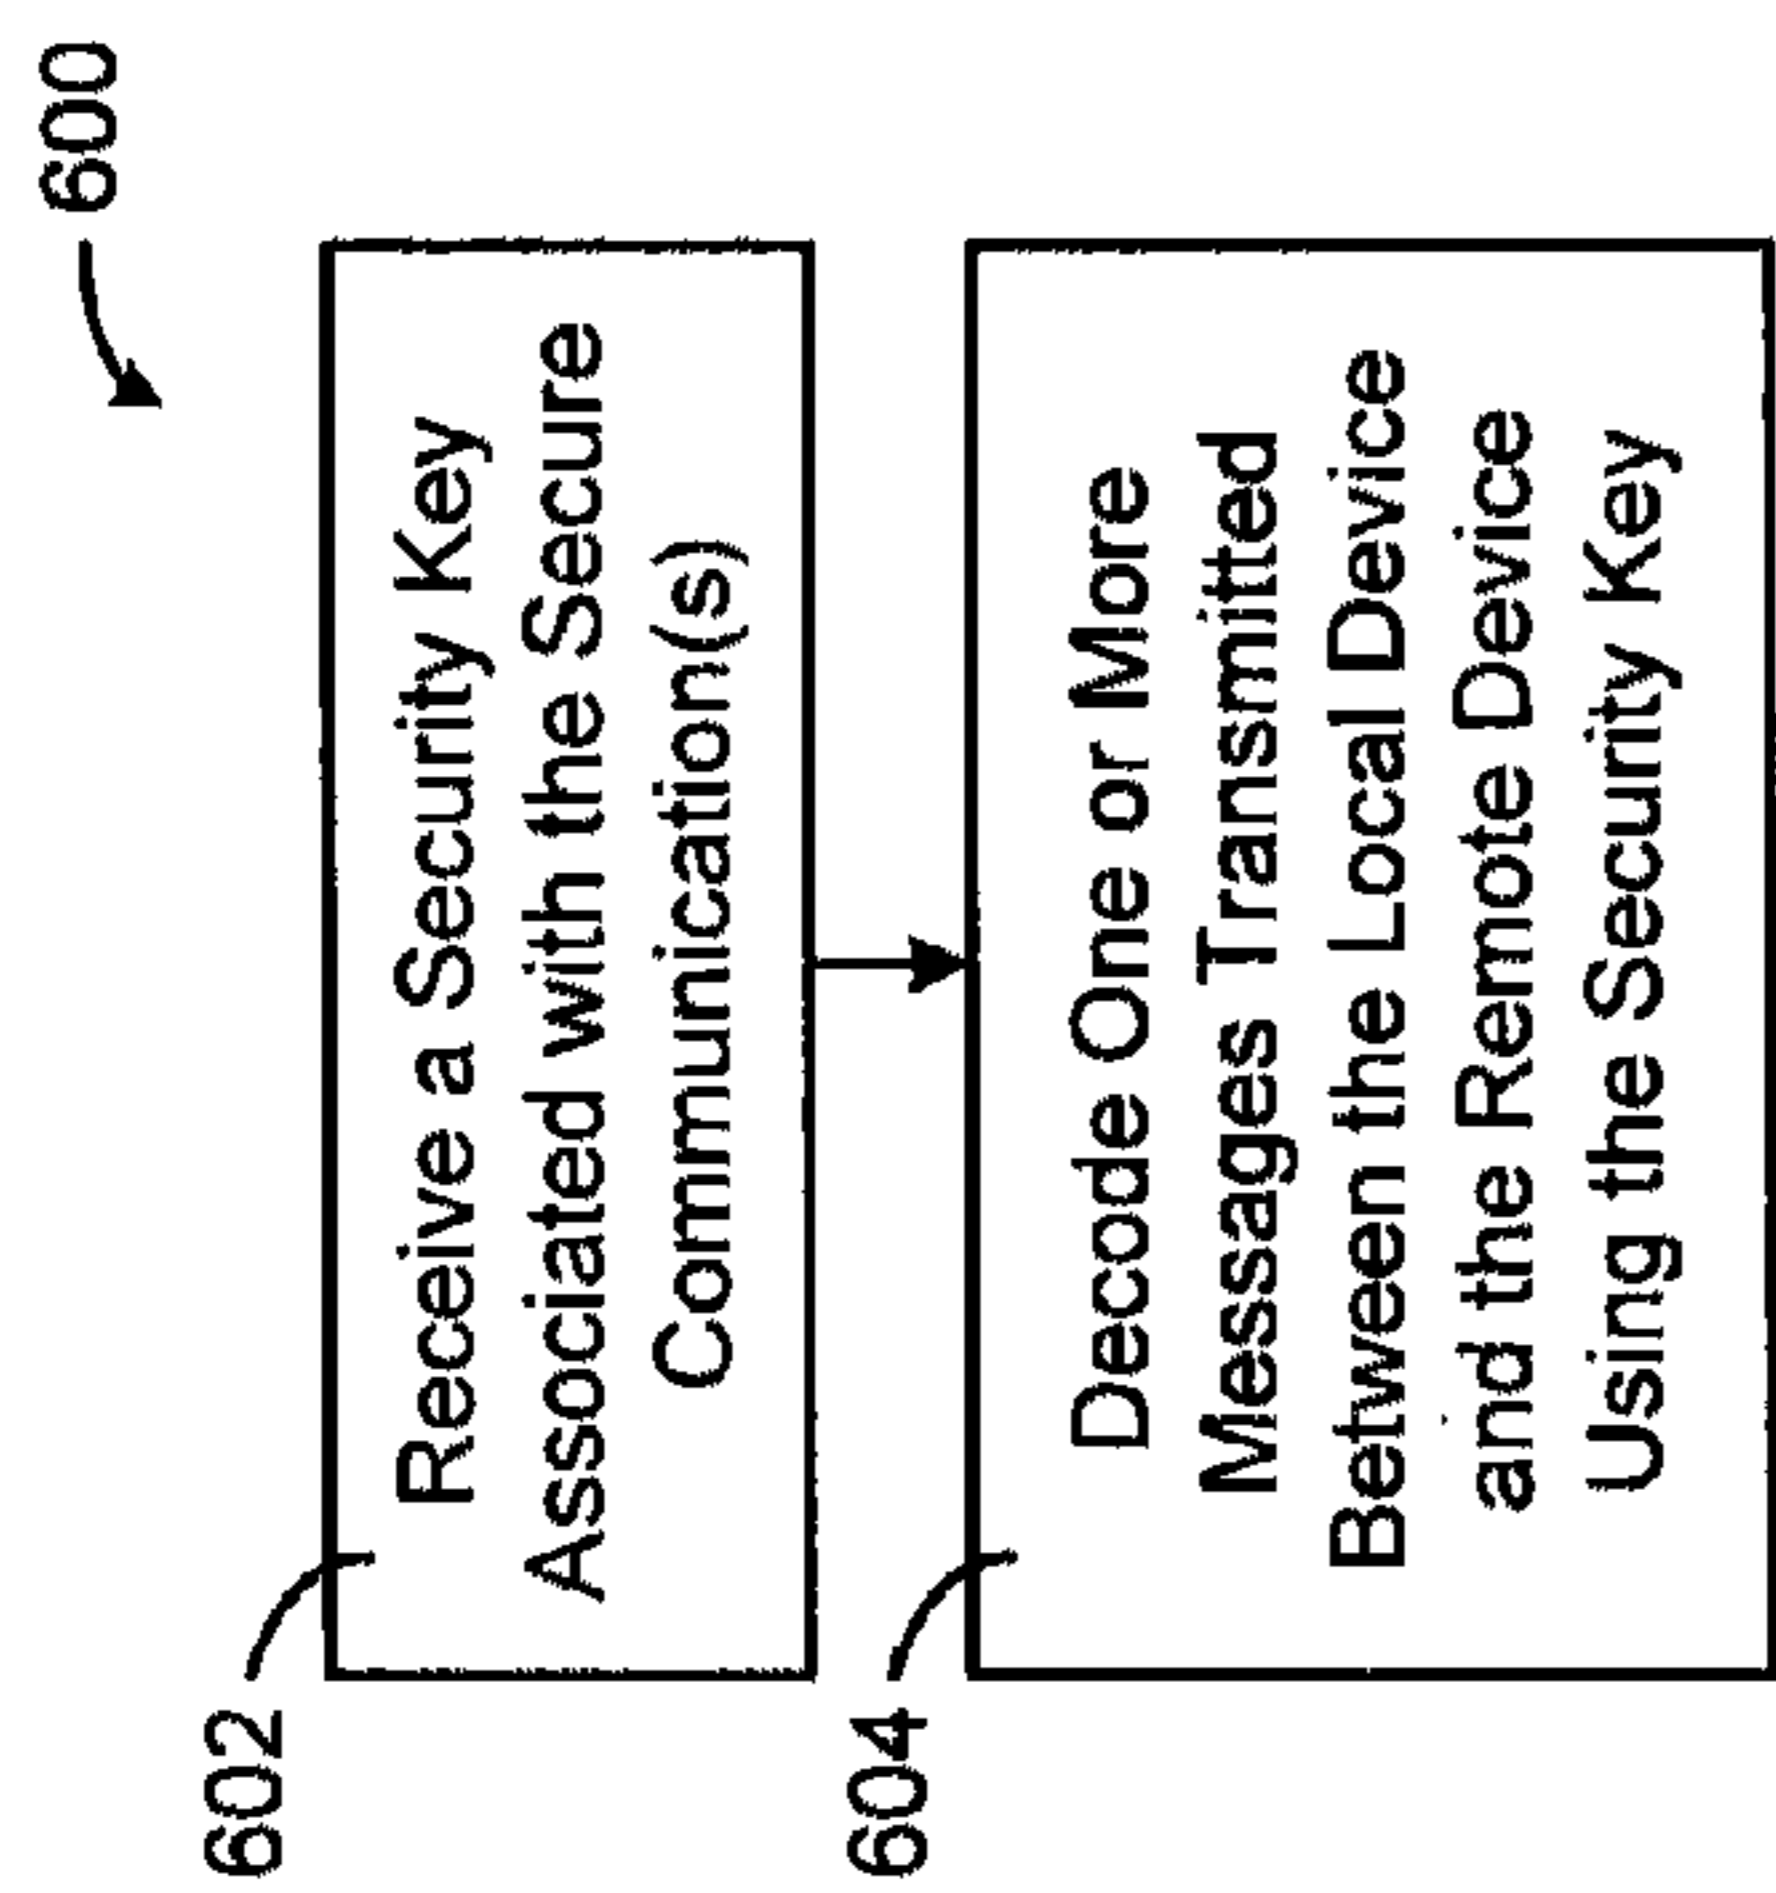 600
602
Receive a Security Key
Associated with the Secure
Communication(s)
604
Decode One or More
Messages Transmitted
Between the Local Device
and the Remote Device
Using the Security Key